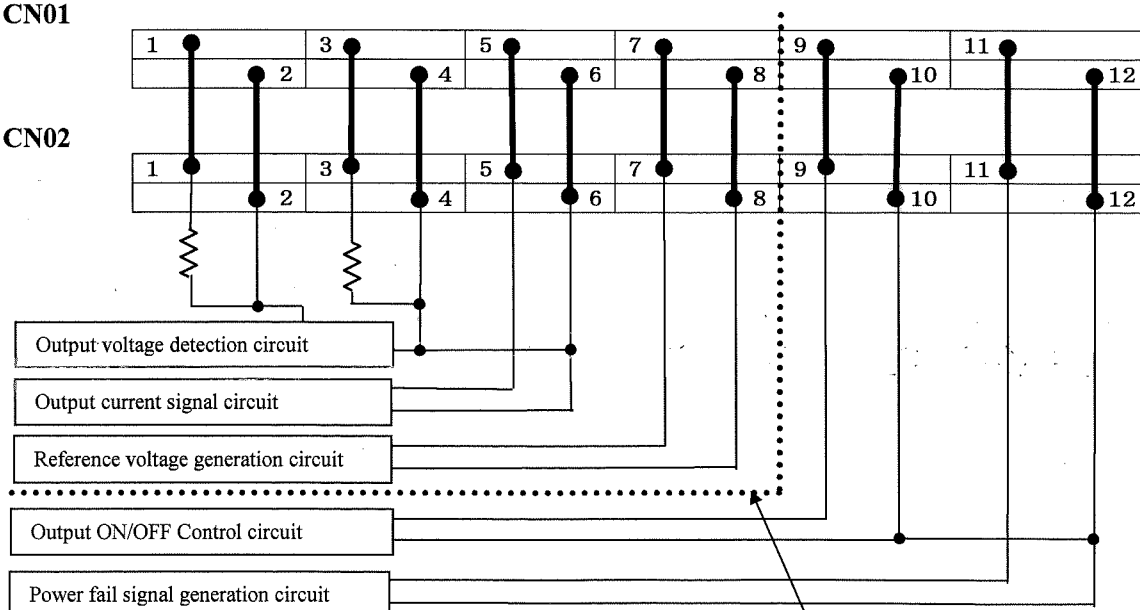 CN01
1 3 5 7 9 11
2 4 6 8 10 12
CN02
1 3 5 7 9 11
2 4 6 8 10 12
Output voltage detection circuit
Output current signal circuit
Reference voltage generation circuit
Output ON/OFF Control circuit
Power fail signal generation circuit